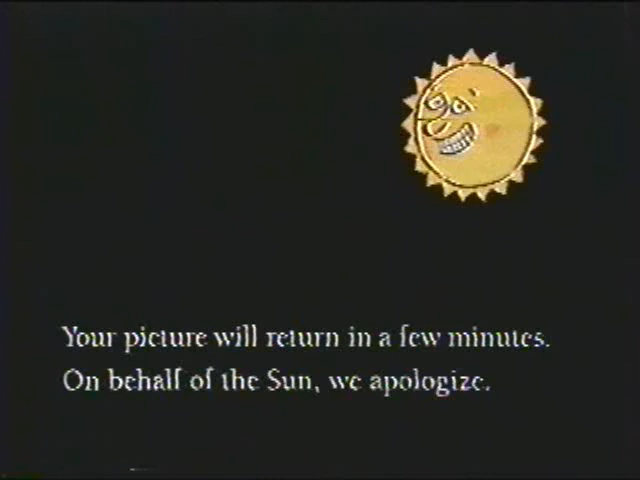 Your picture will return in a few minutes.
On behalf of the Sun, we apologize.